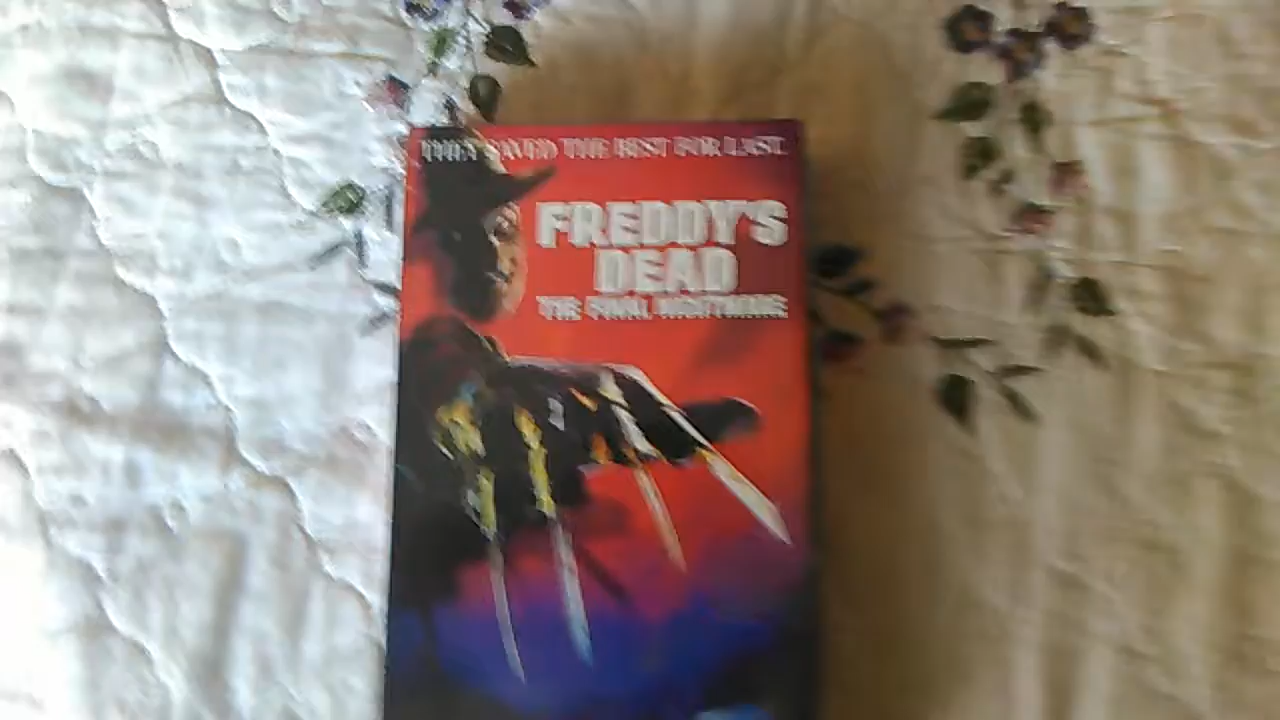 THEY SAVED THE BEST FOR LAST.
FREDDY'S
DEAD
THE FINAL NIGHTMARE